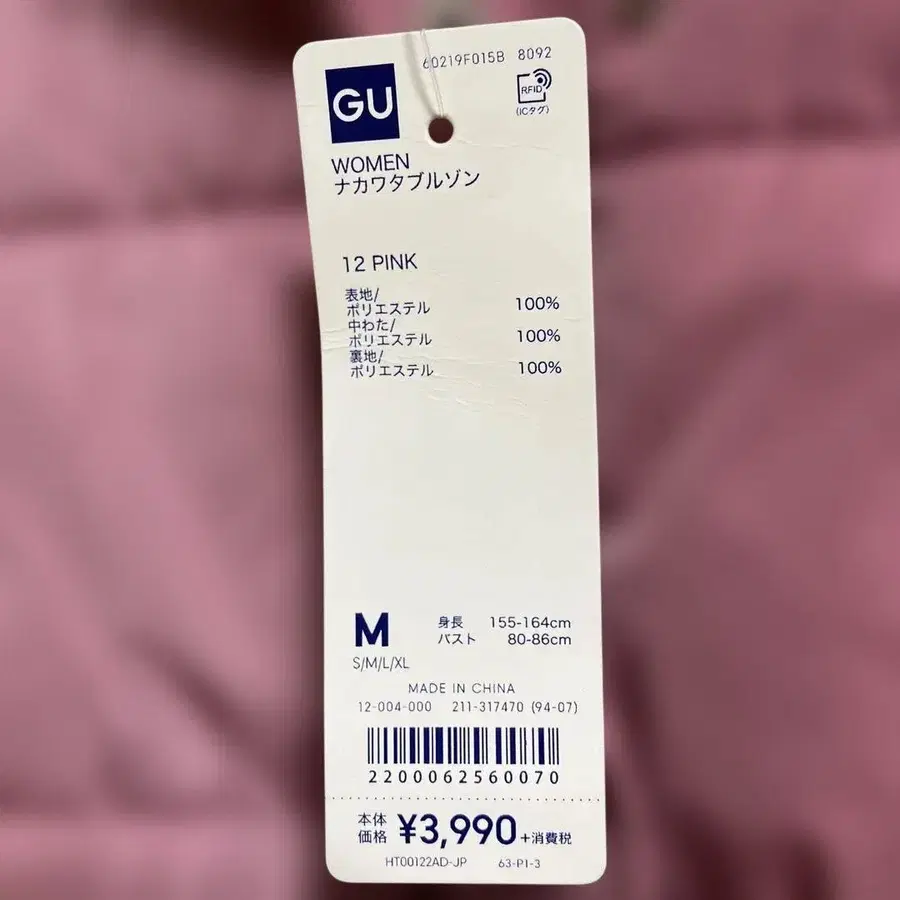 60219F015B 8092
GU
RFID
(ICタグ)
WOMEN
ナカワタブルゾン
12 PINK
表地/
ポリエステル 100%
中わた/
ポリエステル 100%
裏地/
ポリエステル 100%
M 身長 155-164cm
バスト 80-86cm
S/M/L/XL
MADE IN CHINA
12-004-000 211-317470 (94-07)
2200062560070
本体価格 ¥3,990+消費税
HT00122AD-JP 63-P1-3